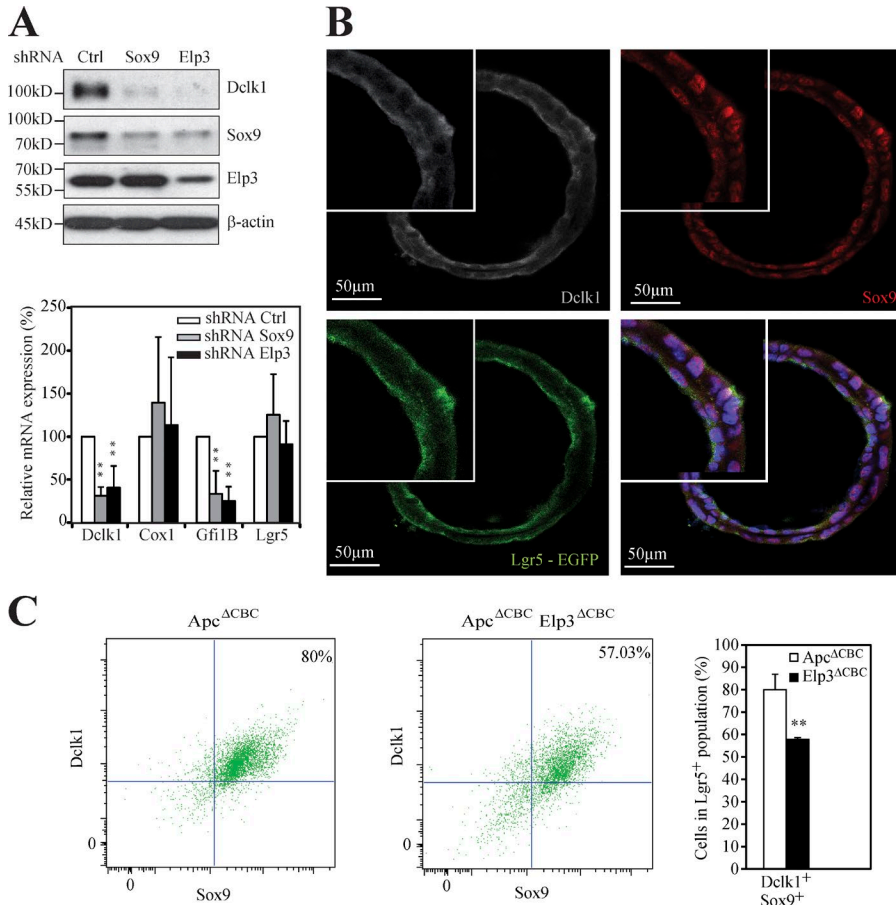 A
shRNA Ctrl Sox9 Elp3
100kD
Dclk1
100kD
70kD
Sox9
70kD
55kD
Elp3
45kD
β-actin
Relative mRNA expression (%)
250
200
150
100
50
0
shRNA Ctrl
shRNA Sox9
shRNA Elp3
**
**
**
**
Dclk1 Cox1 Gfi1B Lgr5
B
50μm
Dclk1
50μm
Sox9
50μm
Lgr5 - EGFP
50μm
C
Apc ΔCBC
80%
Dclk1
0
0
Sox9
Apc ΔCBC Elp3 ΔCBC
57.03%
Dclk1
0
0
Sox9
Cells in Lgr5+ population (%)
100
90
80
70
60
50
40
30
20
10
0
Apc ΔCBC
Elp3 ΔCBC
**
Dclk1+
Sox9+